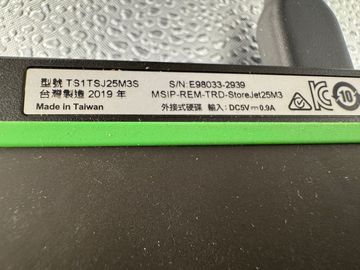 型號 TS1TSJ25M3S S/N:E98033-2939
台灣製造 2019 年 MSIP-REM-TRD-StoreJet25M3
Made in Taiwan 外接式硬碟 輸入: DC5V⎓0.9A
10